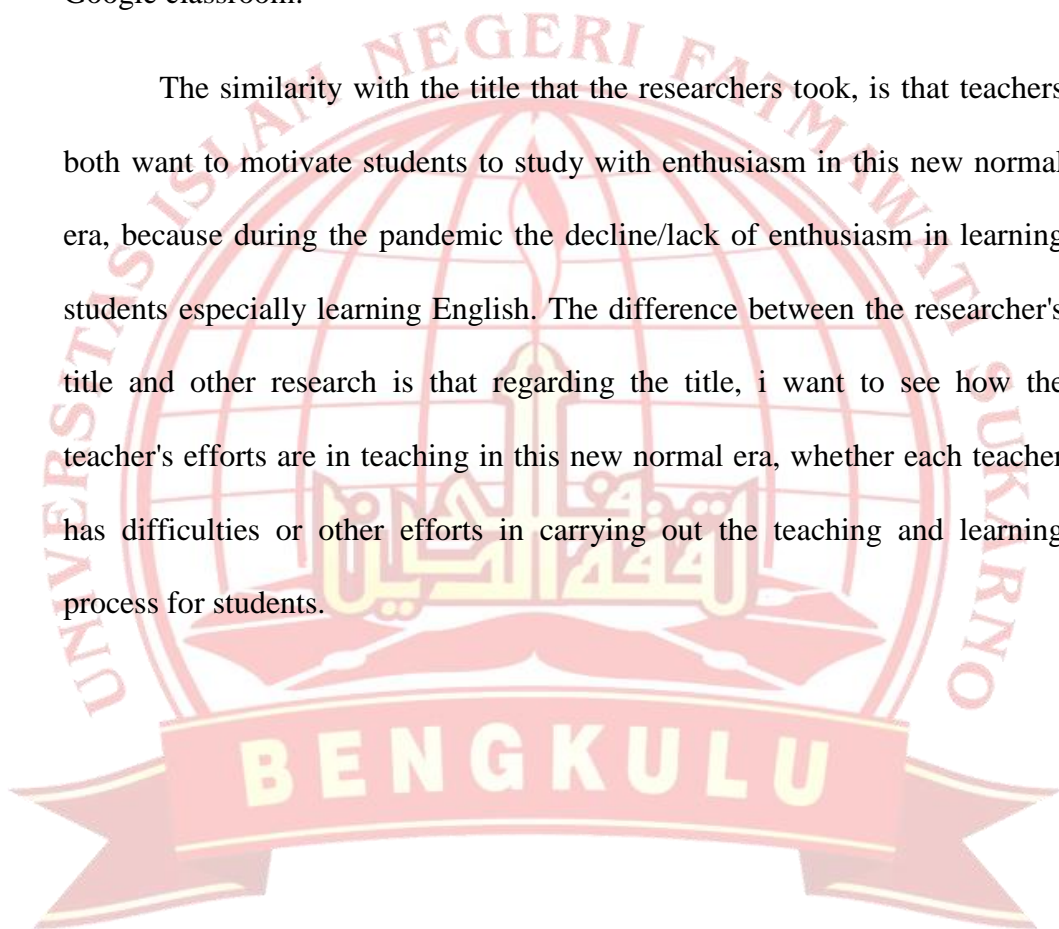 Google classroom.
The similarity with the title that the researchers took, is that teachers
both want to motivate students to study with enthusiasm in this new normal
era, because during the pandemic the decline/lack of enthusiasm in learning
students especially learning English. The difference between the researcher's
title and other research is that regarding the title, i want to see how the
teacher's efforts are in teaching in this new normal era, whether each teacher
has difficulties or other efforts in carrying out the teaching and learning
process for students.
UNIVERSITAS ISLAM NEGERI FATMAWATI SUKARNO
BENGKULU